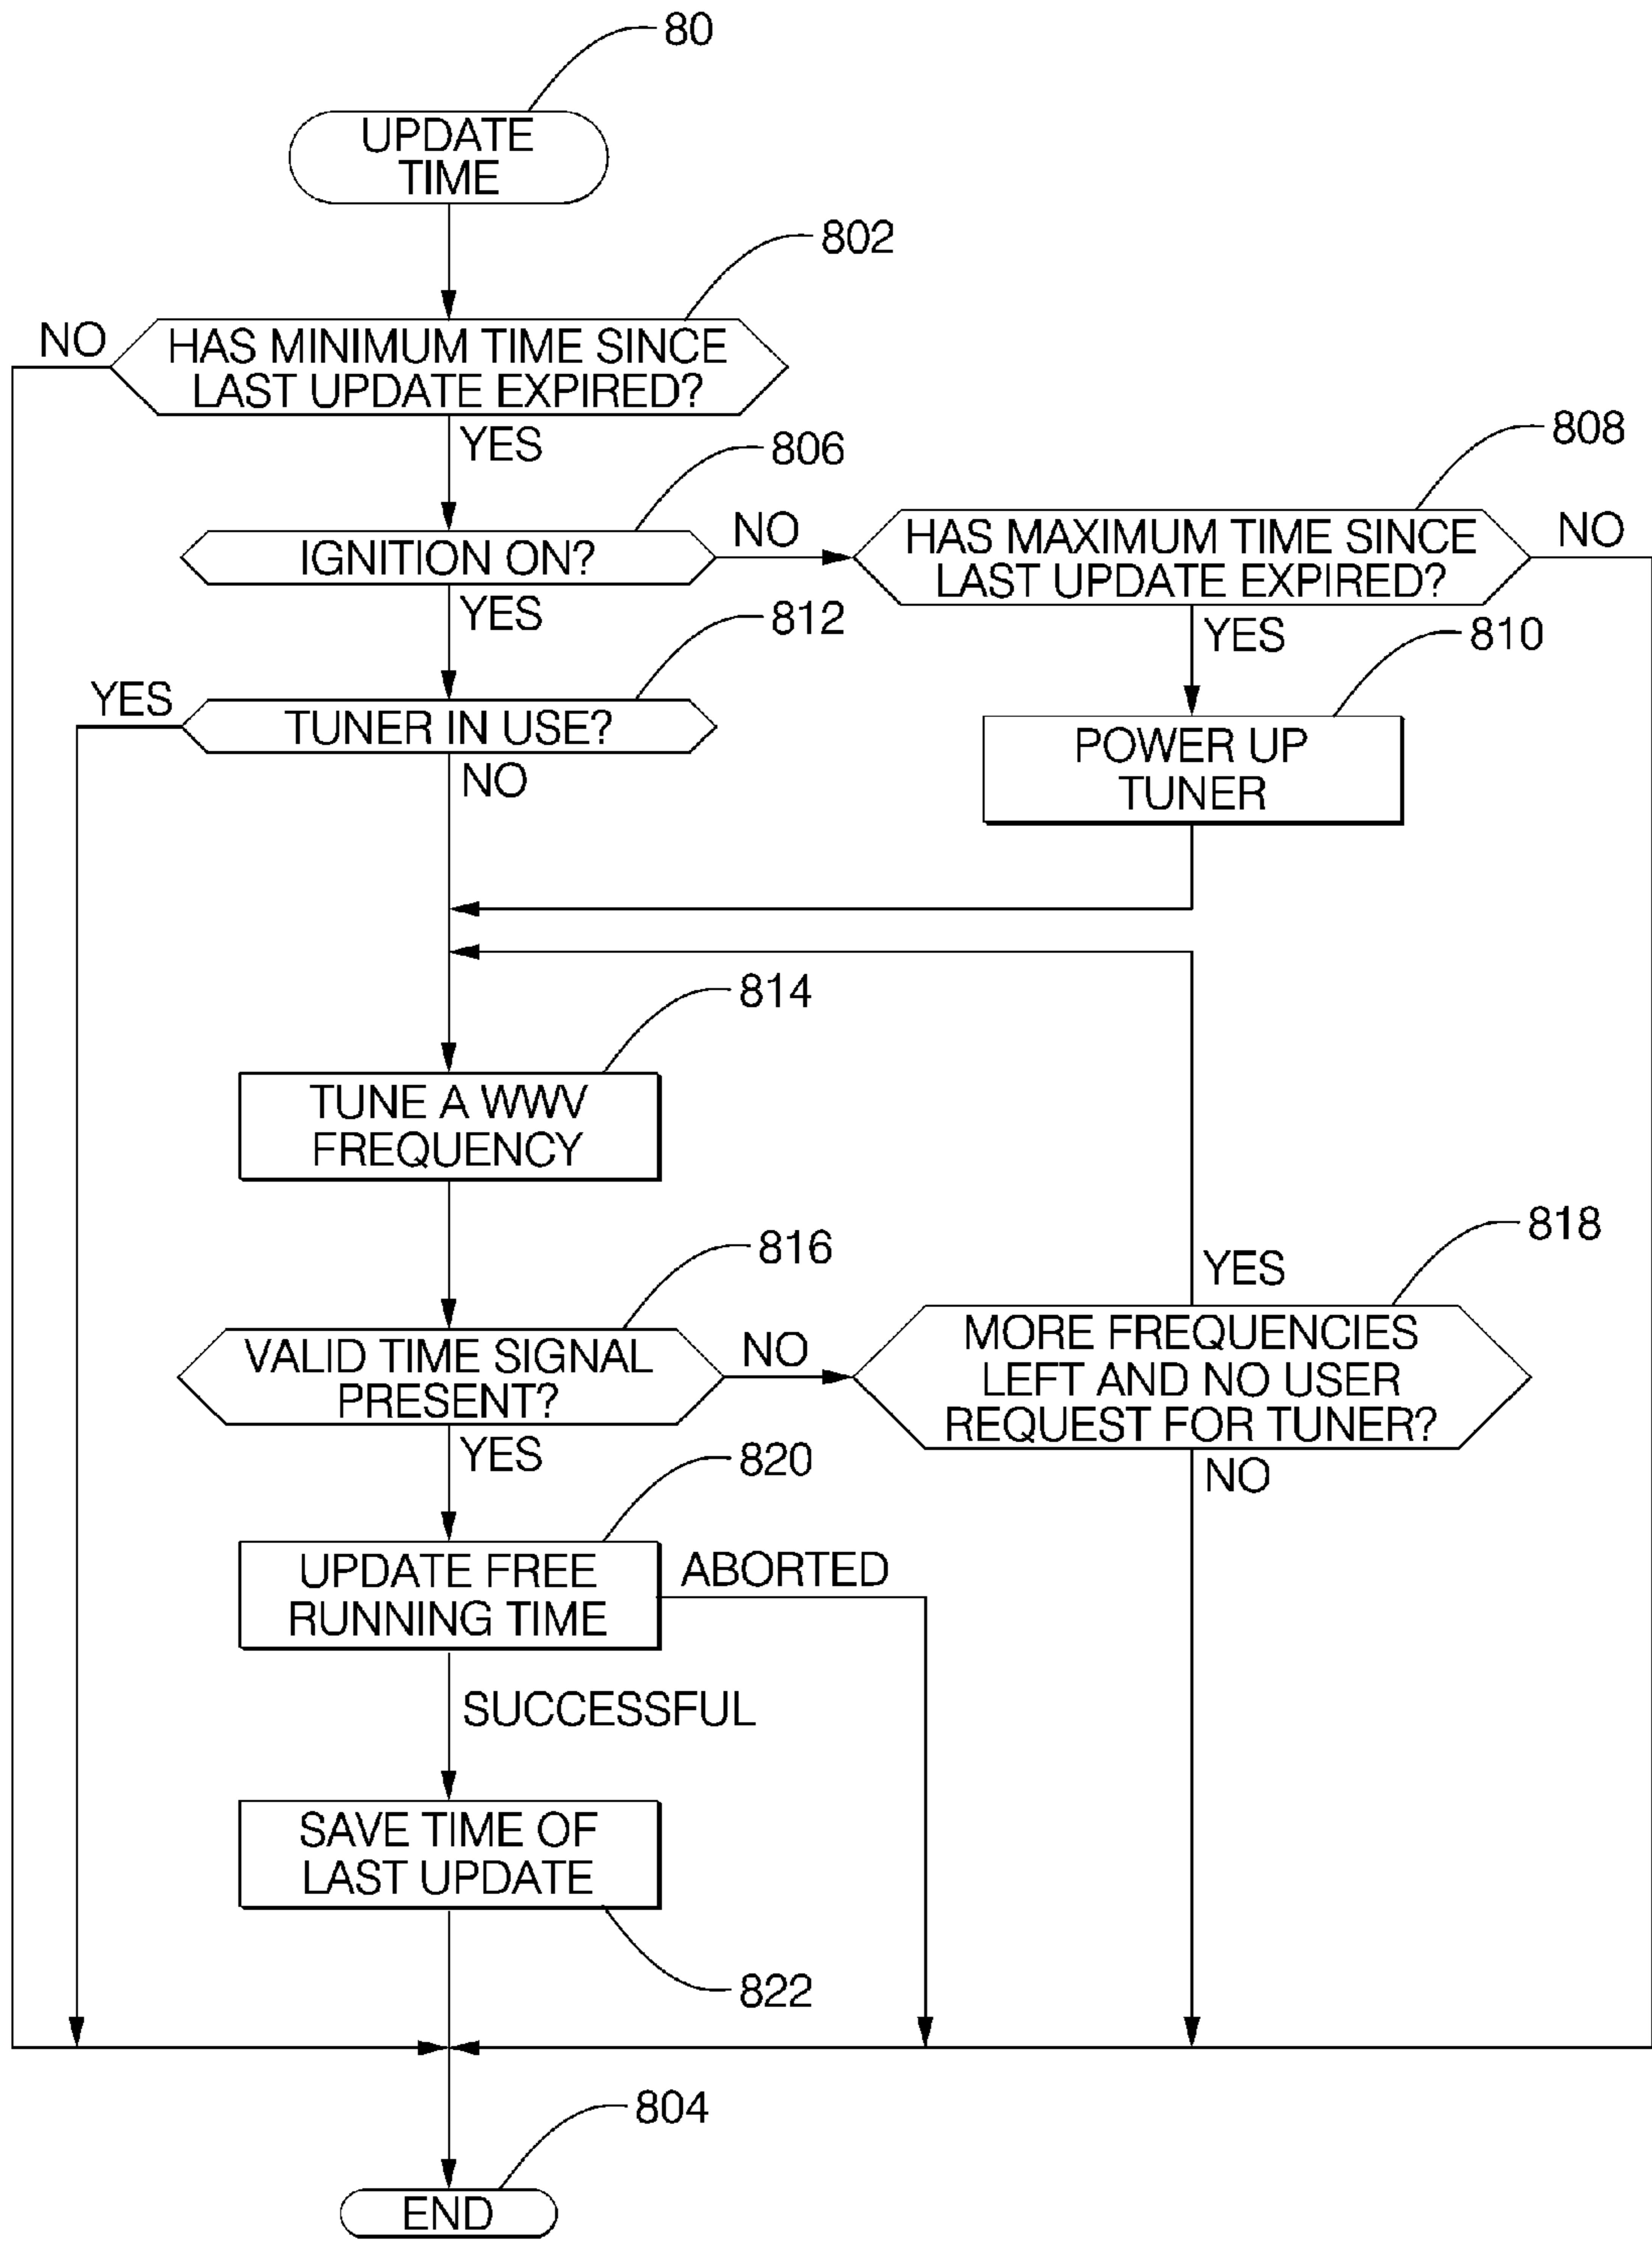 80
UPDATE
TIME
802
NO
HAS MINIMUM TIME SINCE
LAST UPDATE EXPIRED?
YES
806
808
IGNITION ON?
NO
HAS MAXIMUM TIME SINCE
LAST UPDATE EXPIRED?
NO
YES
812
YES
810
YES
TUNER IN USE?
NO
POWER UP
TUNER
814
TUNE A WWV
FREQUENCY
816
818
YES
VALID TIME SIGNAL
PRESENT?
NO
MORE FREQUENCIES
LEFT AND NO USER
REQUEST FOR TUNER?
YES
820
NO
UPDATE FREE
RUNNING TIME
ABORTED
SUCCESSFUL
SAVE TIME OF
LAST UPDATE
822
804
END